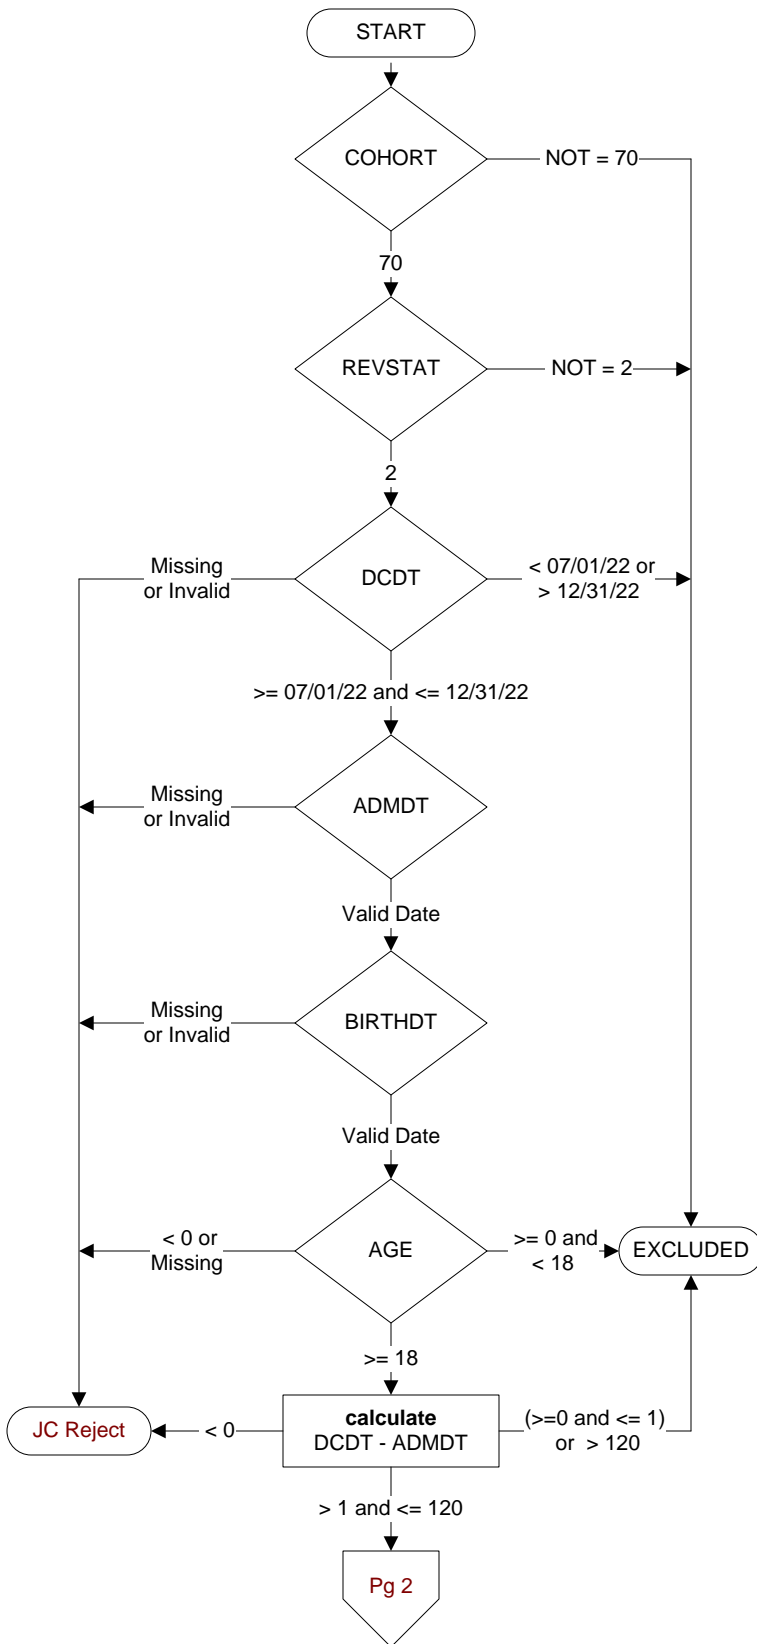 START
COHORT
NOT = 70
70
REVSTAT
NOT = 2
2
Missing
or Invalid
DCDT
< 07/01/22 or
> 12/31/22
>= 07/01/22 and <= 12/31/22
Missing
or Invalid
ADMDT
Valid Date
Missing
or Invalid
BIRTHDT
Valid Date
< 0 or
Missing
AGE
>= 0 and
< 18
EXCLUDED
>= 18
JC Reject
< 0
calculate
DCDT - ADMDT
(>=0 and <= 1)
or > 120
> 1 and <= 120
Pg 2